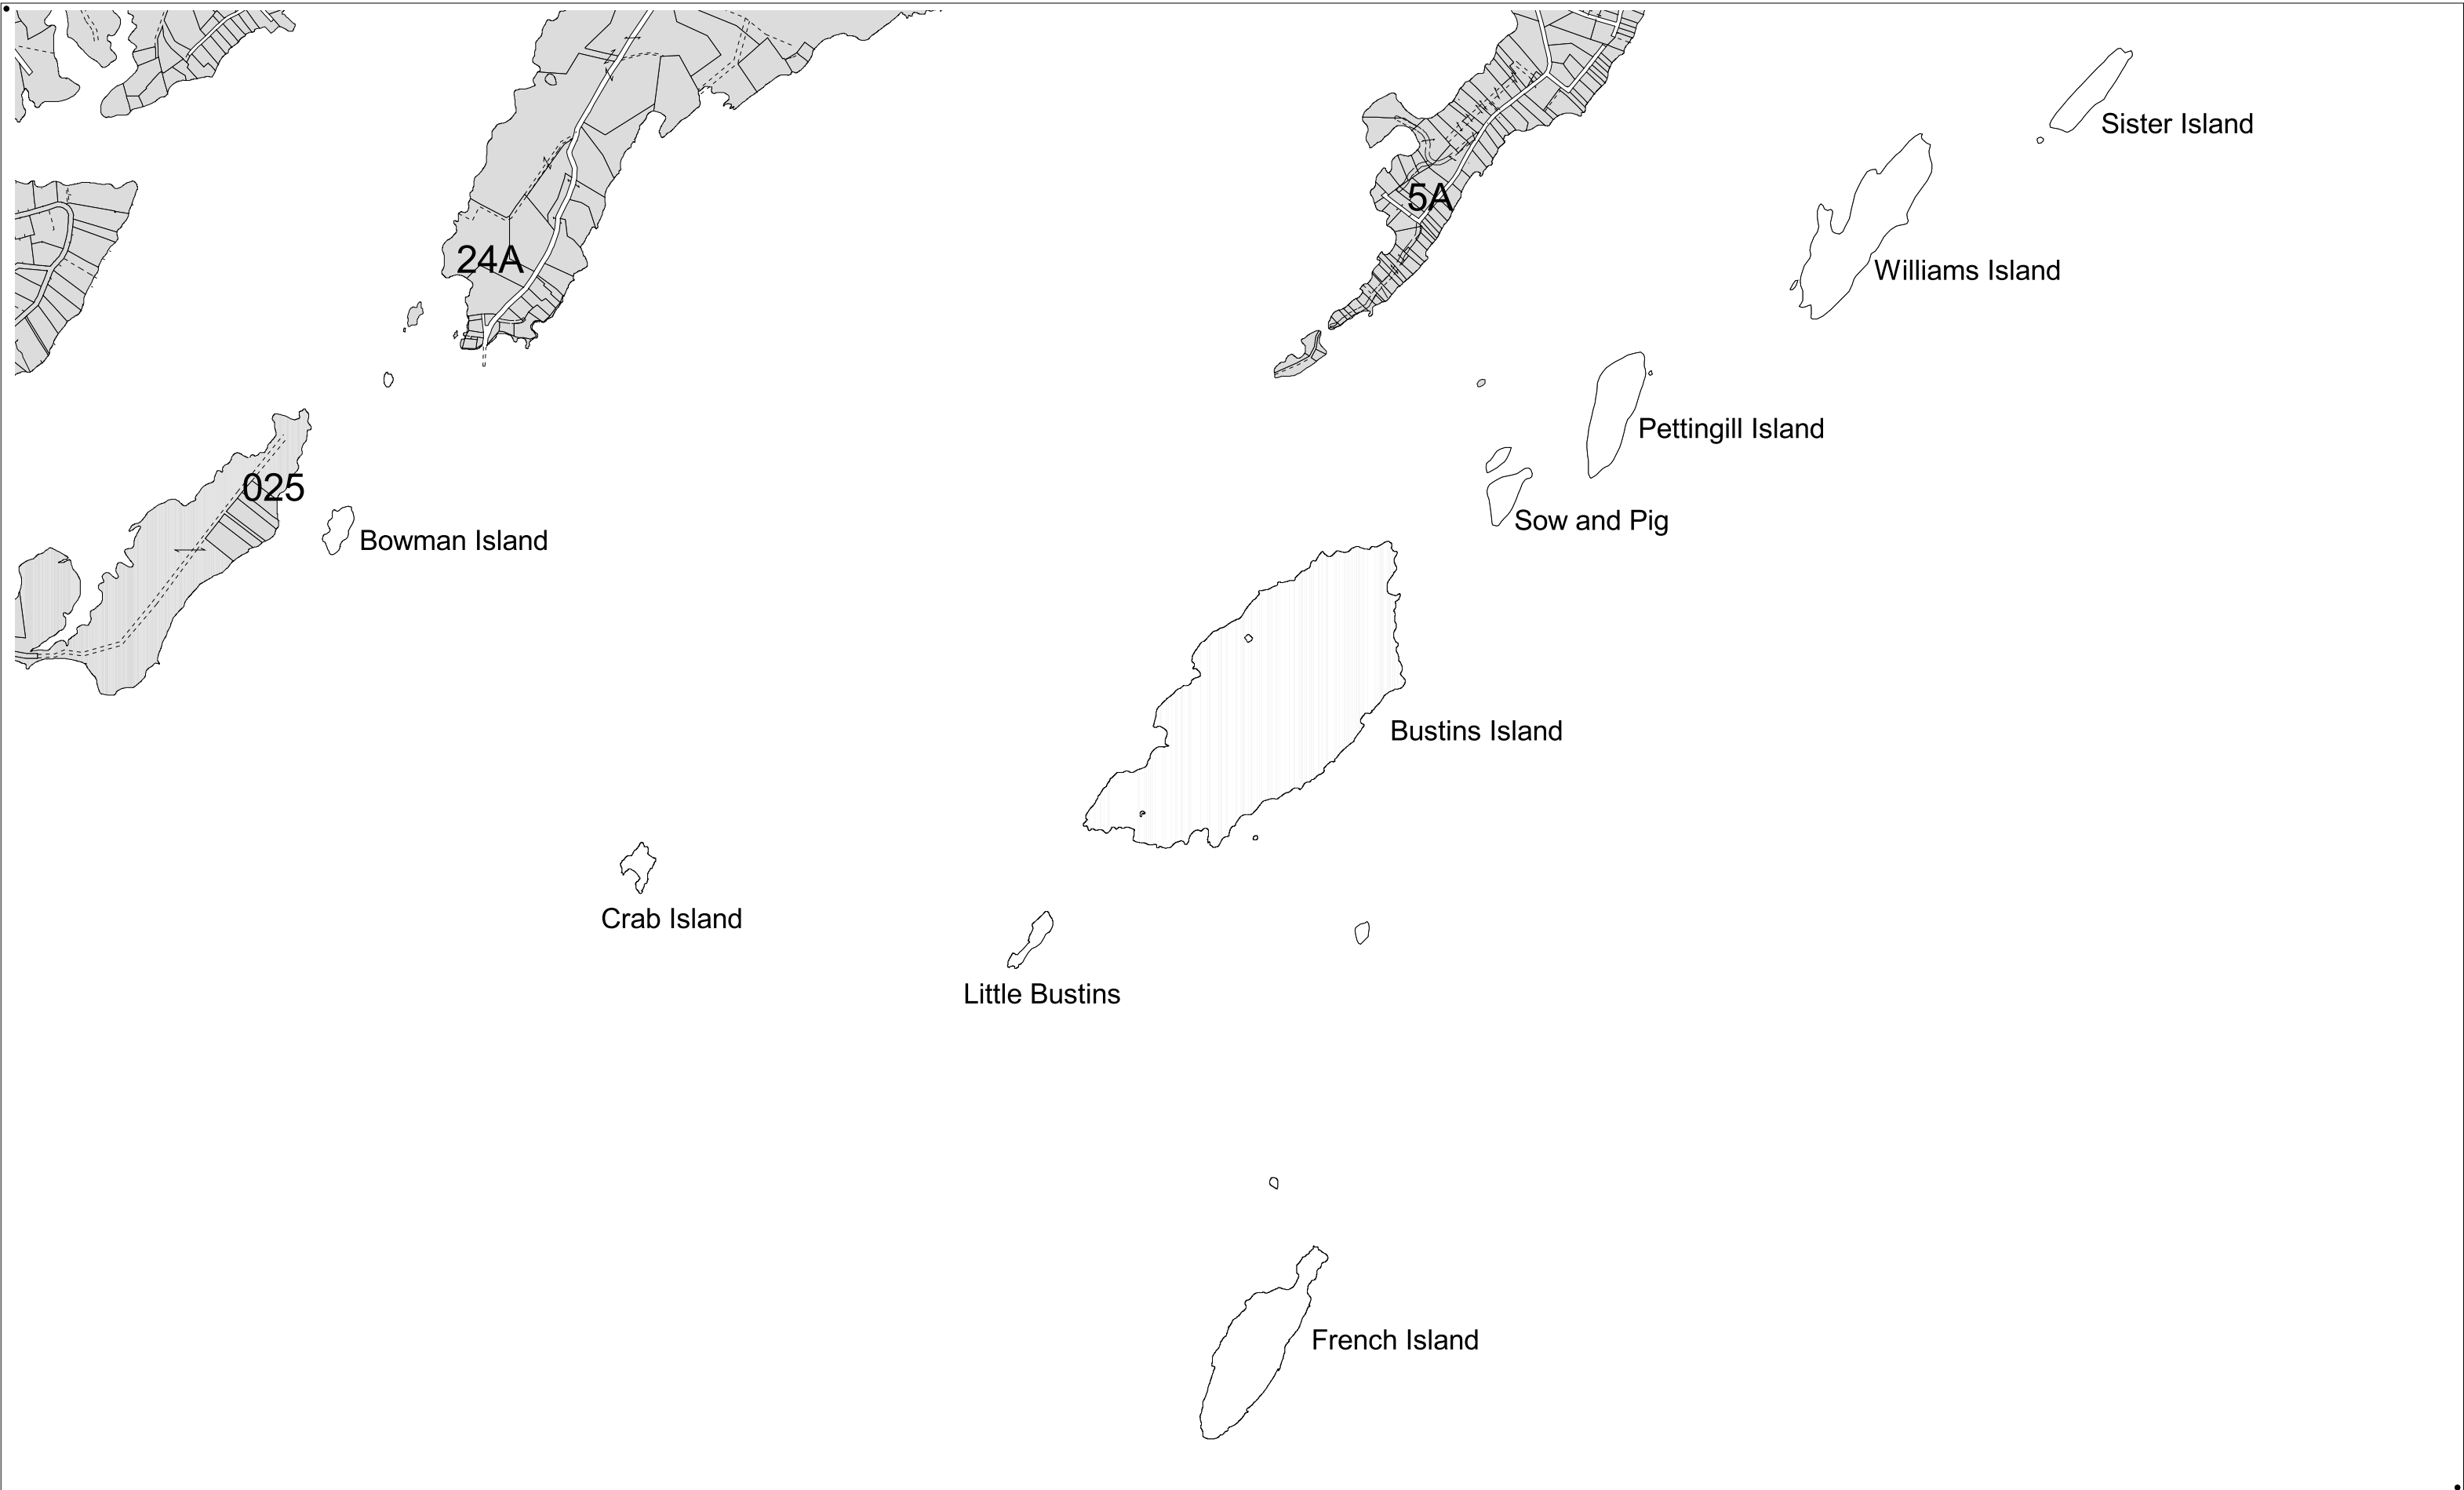 Sister Island
5A
24A
Williams Island
Pettingill Island
025
Sow and Pig
Bowman Island
Bustins Island
Crab Island
Little Bustins
French Island